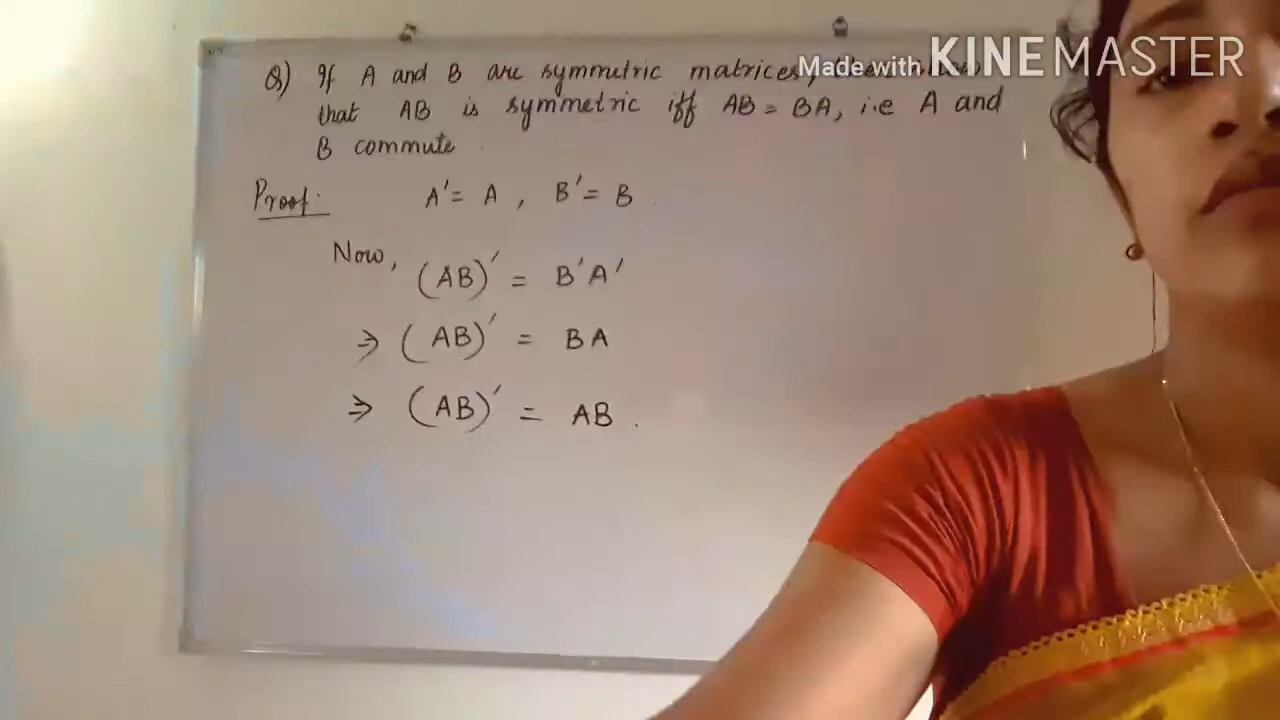 Made with KINEMASTER
Q) If A and B are symmetric matrices,
that AB is symmetric iff AB = BA, i.e A and
B commute
Proof: A' = A , B' = B
Now, (AB)' = B'A'
⇒ (AB)' = BA
⇒ (AB)' = AB.